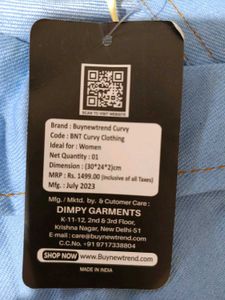 SCAN TO VISIT WEBSITE
Brand : Buynewtrend Curvy
Code : BNT Curvy Clothing
Ideal for : Women
Net Quantity : 01
Dimension : (30*24*2)cm
MRP : Rs. 1499.00 (Inclusive of all Taxes)
Mfg. : July 2023
Mfg. / Mktd. by. & Cutomer Care :
DIMPY GARMENTS
K-11-12, 2nd & 3rd Floor,
Krishna Nagar, New Delhi-51
E-mail : care@buynewtrend.com
C.C.No. +91 9717338804
SHOP NOW www.Buynewtrend.com
MADE IN INDIA